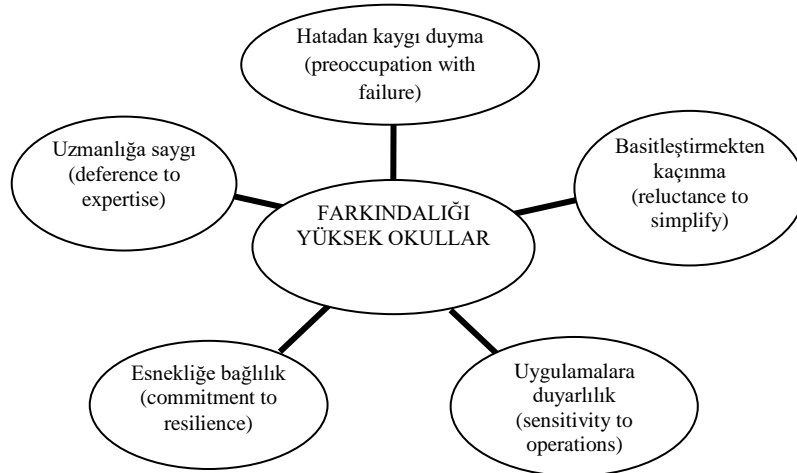 Hatadan kaygı duyma
(preoccupation with
failure)
Uzmanlığa saygı
(deference to
expertise)
Basitleştirmekten
kaçınma
(reluctance to
simplify)
FARKINDALIĞI
YÜKSEK OKULLAR
Esnekliğe bağlılık
(commitment to
resilience)
Uygulamalara
duyarlılık
(sensitivity to
operations)